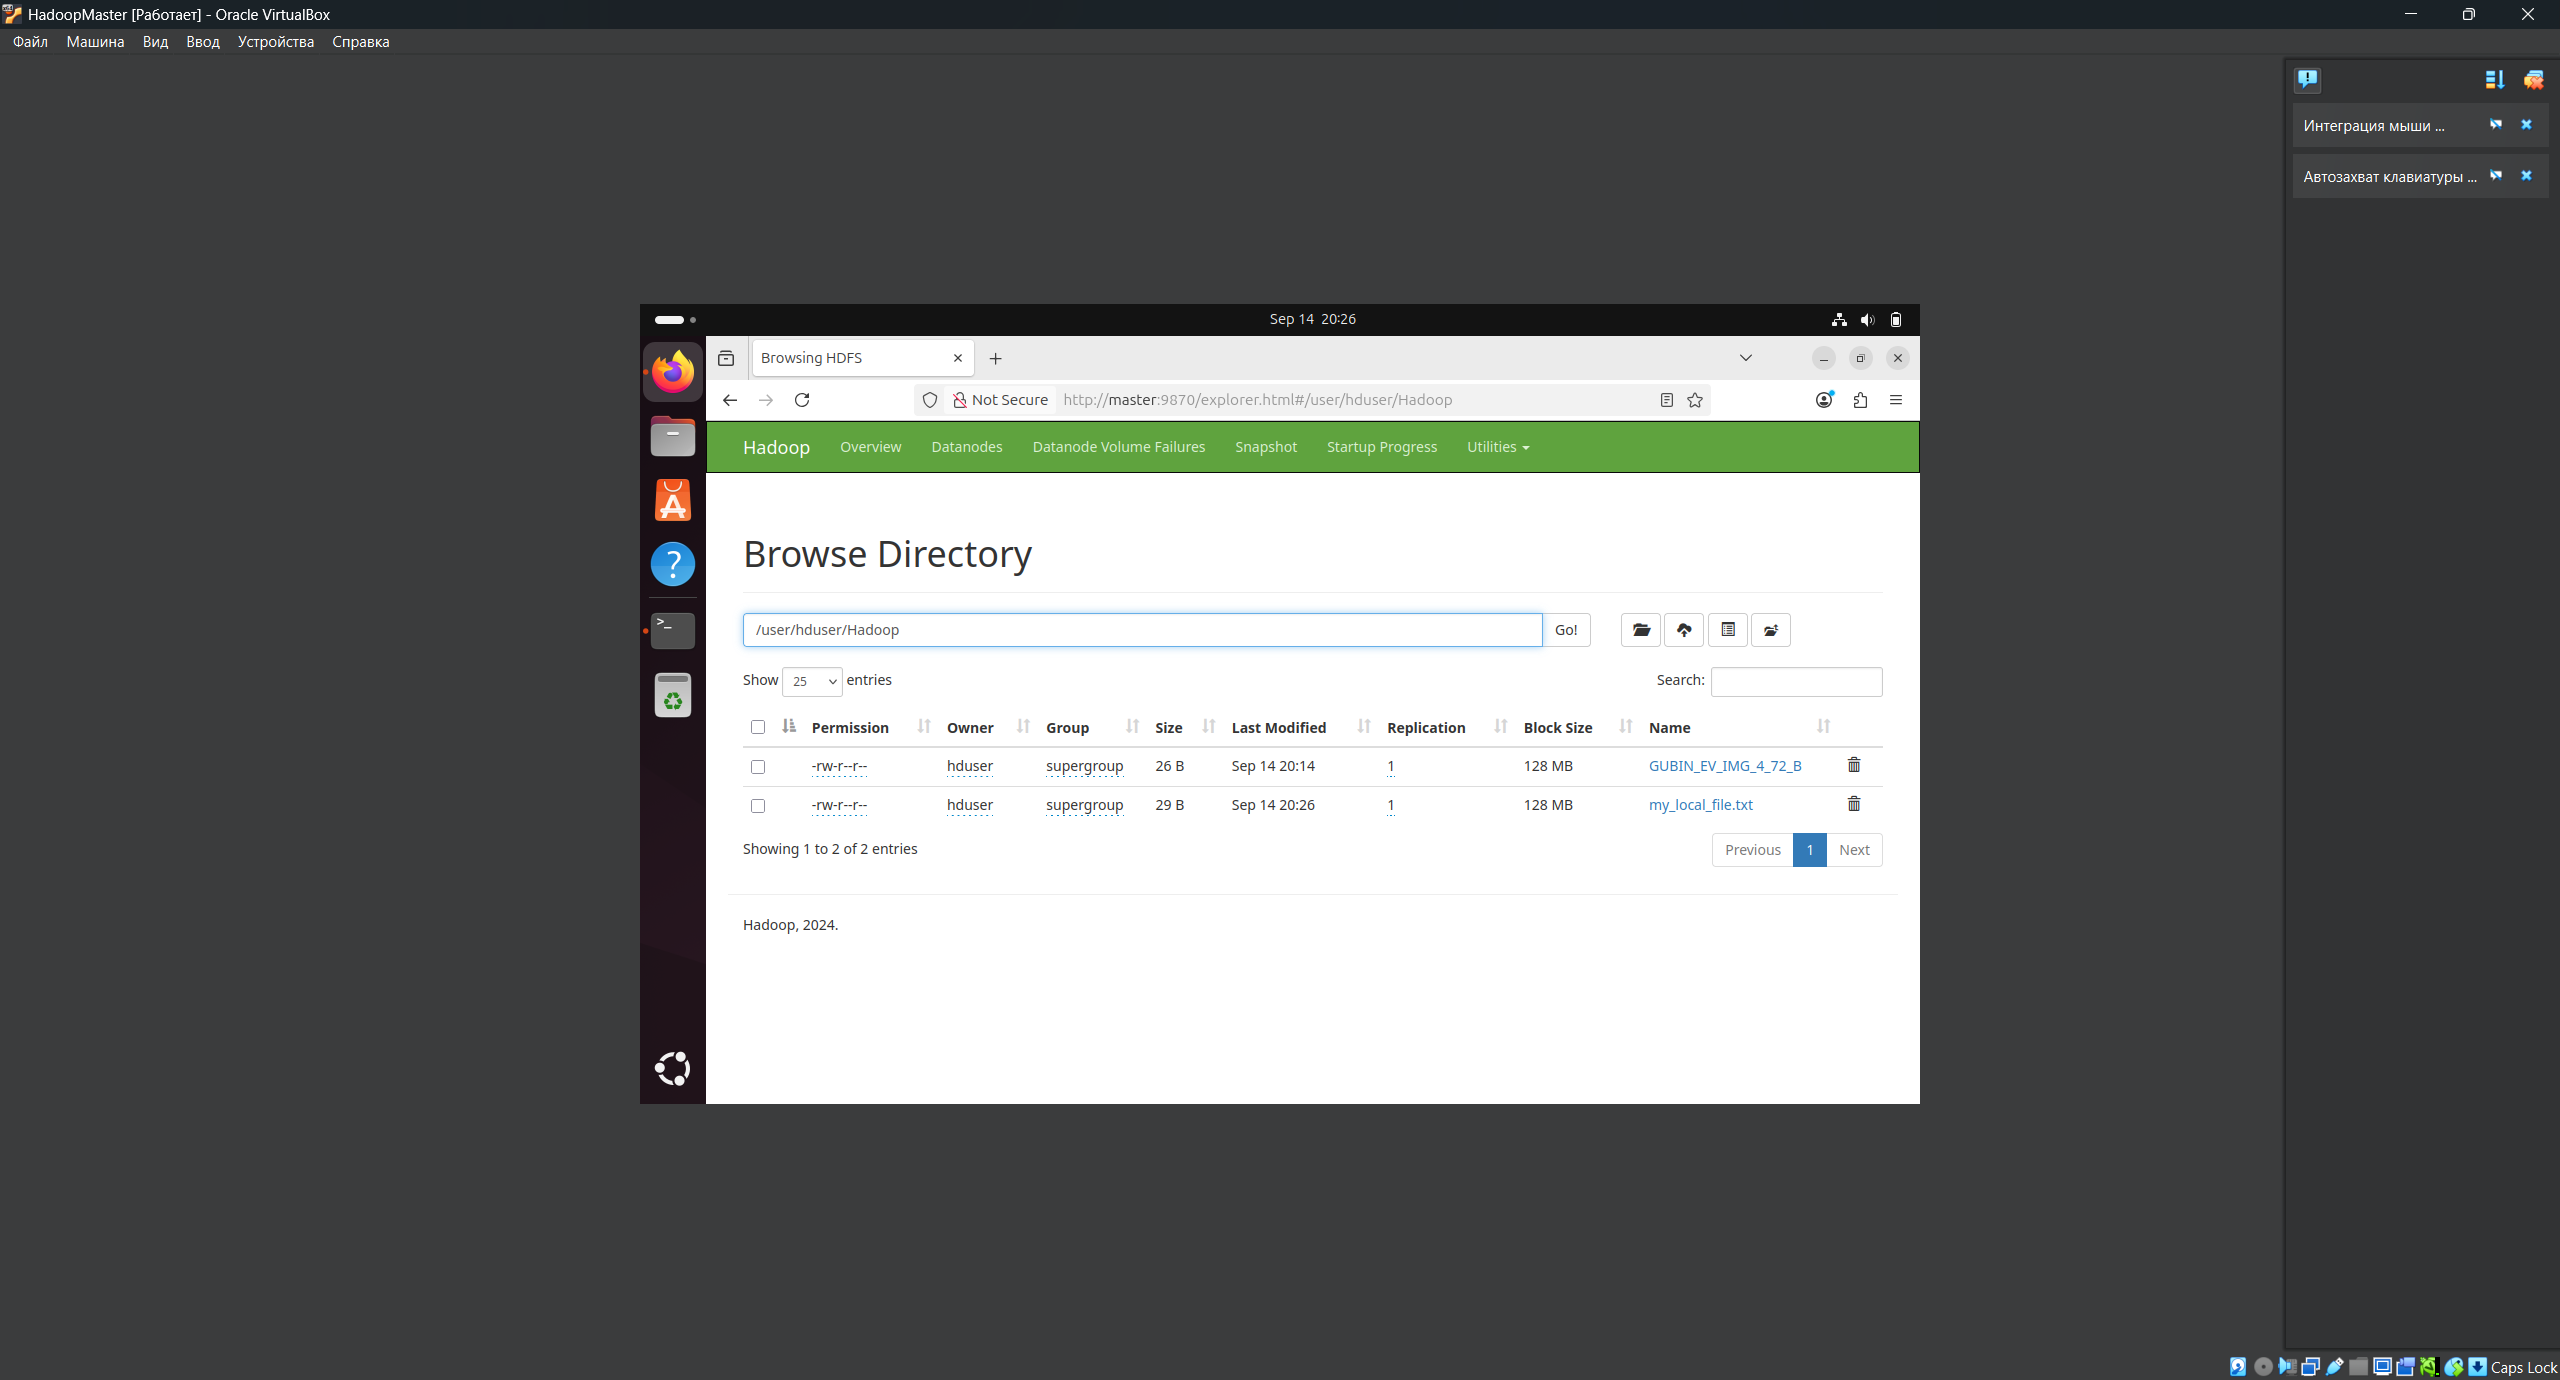 HadoopMaster [Работает] - Oracle VirtualBox
Файл Машина Вид Ввод Устройства Справка
Интеграция мыши ...
Автозахват клавиатуры ...
Sep 14 20:26
Browsing HDFS
Not Secure http://master:9870/explorer.html#/user/hduser/Hadoop
Hadoop Overview Datanodes Datanode Volume Failures Snapshot Startup Progress Utilities
Browse Directory
/user/hduser/Hadoop Go!
Show 25 entries Search:
Permission Owner Group Size Last Modified Replication Block Size Name
-rw-r--r-- hduser supergroup 26 B Sep 14 20:14 1 128 MB GUBIN_EV_IMG_4_72_B
-rw-r--r-- hduser supergroup 29 B Sep 14 20:26 1 128 MB my_local_file.txt
Showing 1 to 2 of 2 entries Previous 1 Next
Hadoop, 2024.
Caps Lock